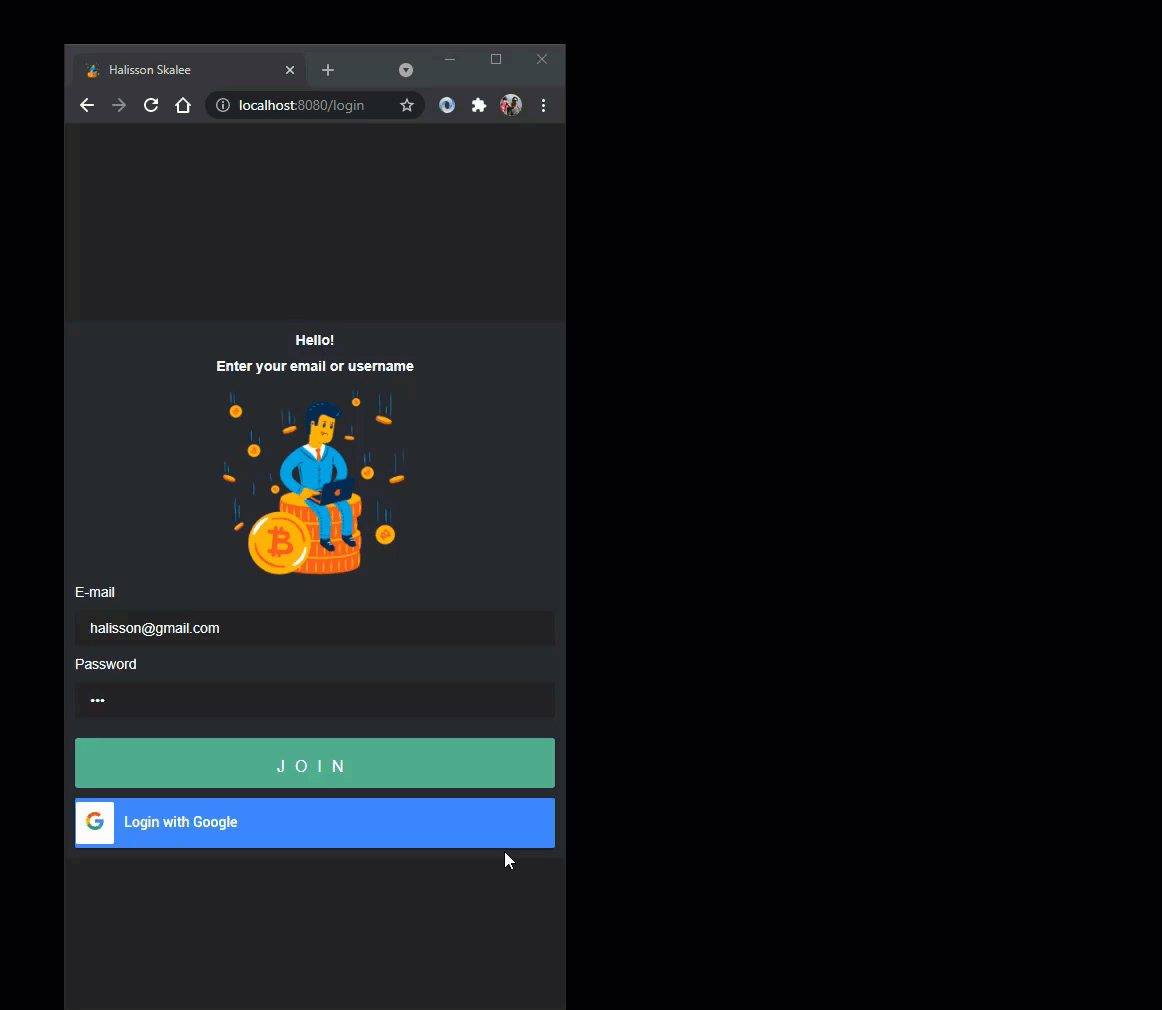 Halisson Skalee
localhost:8080/login
Hello!
Enter your email or username
E-mail
halisson@gmail.com
Password
•••
JOIN
Login with Google